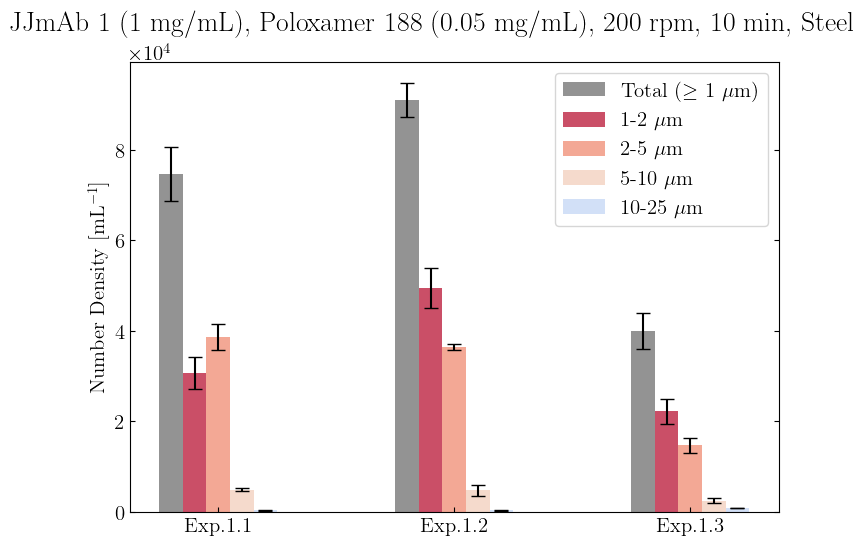 JJmAb 1 (1 mg/mL), Poloxamer 188 (0.05 mg/mL), 200 rpm, 10 min, Steel
×10⁴
Total (≥ 1 μm)
1-2 μm
2-5 μm
5-10 μm
10-25 μm
Number Density [mL⁻¹]
8
6
4
2
0
Exp.1.1 Exp.1.2 Exp.1.3